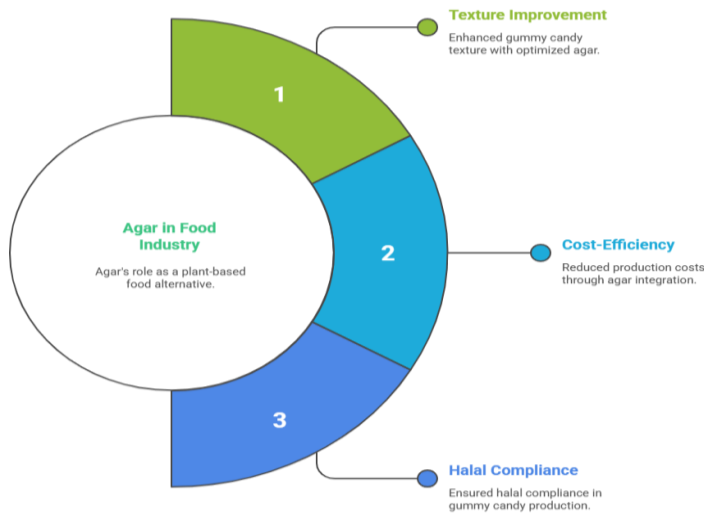 Texture Improvement
Enhanced gummy candy
texture with optimized agar.
1
Agar in Food
Industry
Agar's role as a plant-based
food alternative.
2
Cost-Efficiency
Reduced production costs
through agar integration.
3
Halal Compliance
Ensured halal compliance in
gummy candy production.